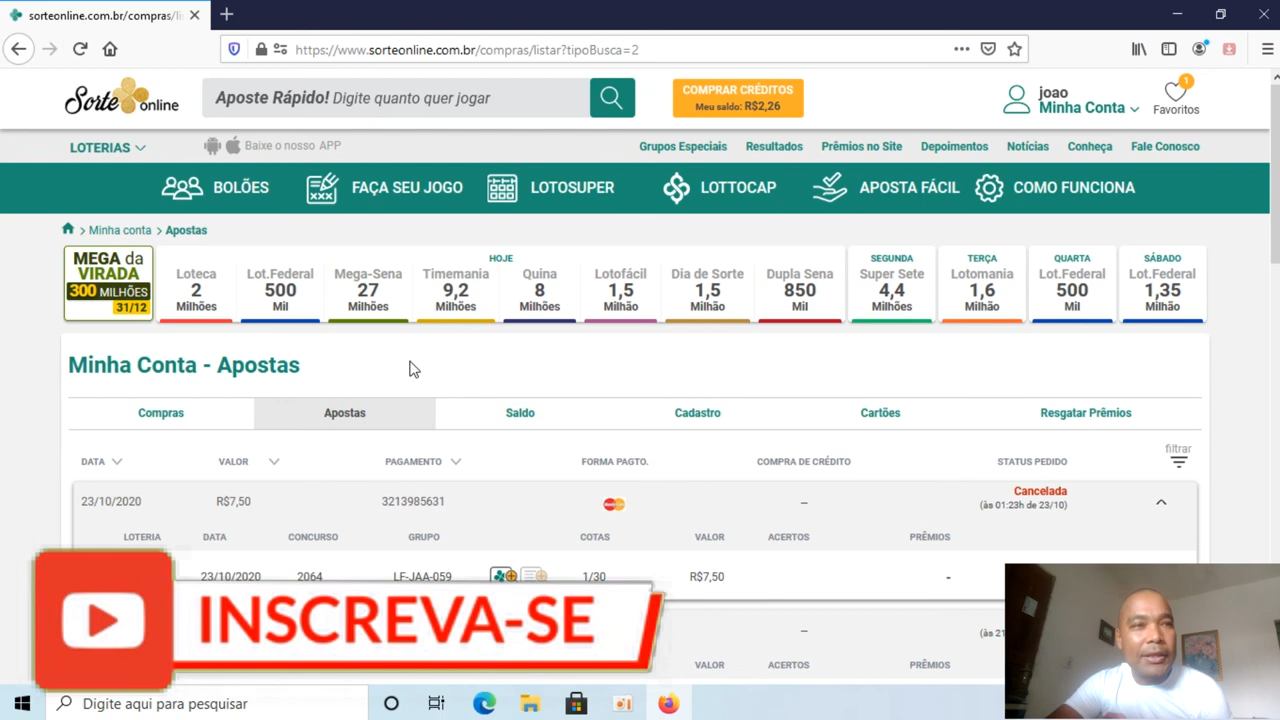 sorteonline.com.br/compras/lis
https://www.sorteonline.com.br/compras/listar?tipoBusca=2
Sorte online
Aposte Rápido! Digite quanto quer jogar
COMPRAR CRÉDITOS
Meu saldo: R$2,26
joao
Minha Conta
1
Favoritos
LOTERIAS
Baixe o nosso APP
Grupos Especiais
Resultados
Prêmios no Site
Depoimentos
Notícias
Conheça
Fale Conosco
BOLÕES
FAÇA SEU JOGO
LOTOSUPER
LOTTOCAP
APOSTA FÁCIL
COMO FUNCIONA
> Minha conta > Apostas
MEGA da
VIRADA
300 MILHÕES
31/12
Loteca
2
Milhões
Lot.Federal
500
Mil
Mega-Sena
27
Milhões
HOJE
Timemania
9,2
Milhões
Quina
8
Milhões
Lotofácil
1,5
Milhão
Dia de Sorte
1,5
Milhão
Dupla Sena
850
Mil
SEGUNDA
Super Sete
4,4
Milhões
TERÇA
Lotomania
1,6
Milhão
QUARTA
Lot.Federal
500
Mil
SÁBADO
Lot.Federal
1,35
Milhão
Minha Conta - Apostas
Compras
Apostas
Saldo
Cadastro
Cartões
Resgatar Prêmios
filtrar
DATA VALOR PAGAMENTO FORMA PAGTO. COMPRA DE CRÉDITO STATUS PEDIDO
Cancelada
23/10/2020 R$7,50 3213985631 – (às 01:23h de 23/10)
LOTERIA DATA CONCURSO GRUPO COTAS VALOR ACERTOS PRÊMIOS
23/10/2020 2064 LF-JAA-059 1/30 R$7,50 -
INSCREVA-SE
– (às 21
VALOR ACERTOS PRÊMIOS
Digite aqui para pesquisar